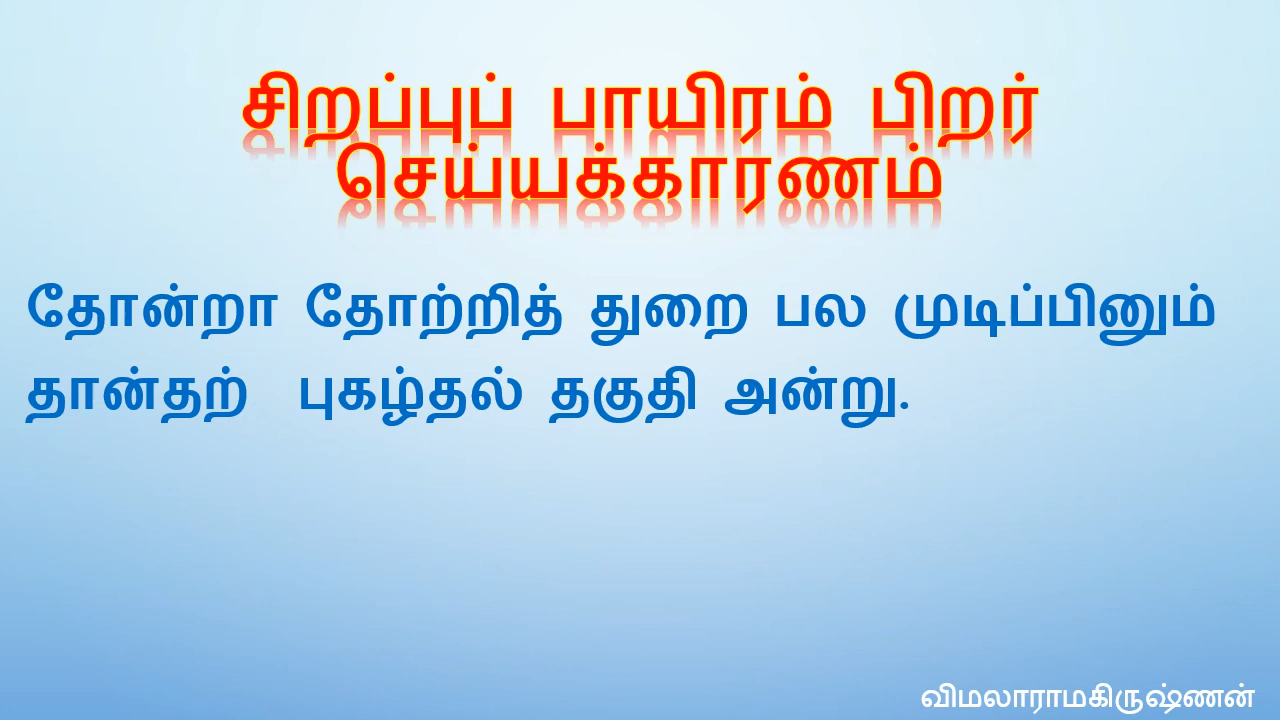 சிறப்புப் பாயிரம் பிறர்
செய்யக்காரணம்
தோன்றா தோற்றித் துறை பல முடிப்பினும்
தான்தற் புகழ்தல் தகுதி அன்று.
விமலாராமகிருஷ்ணன்